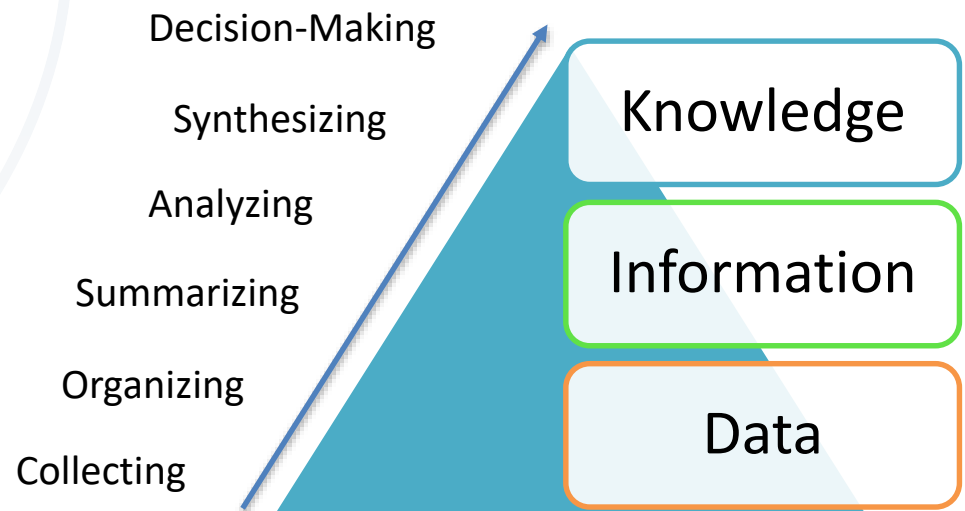 Decision-Making
Synthesizing
Analyzing
Summarizing
Organizing
Collecting
Knowledge
Information
Data